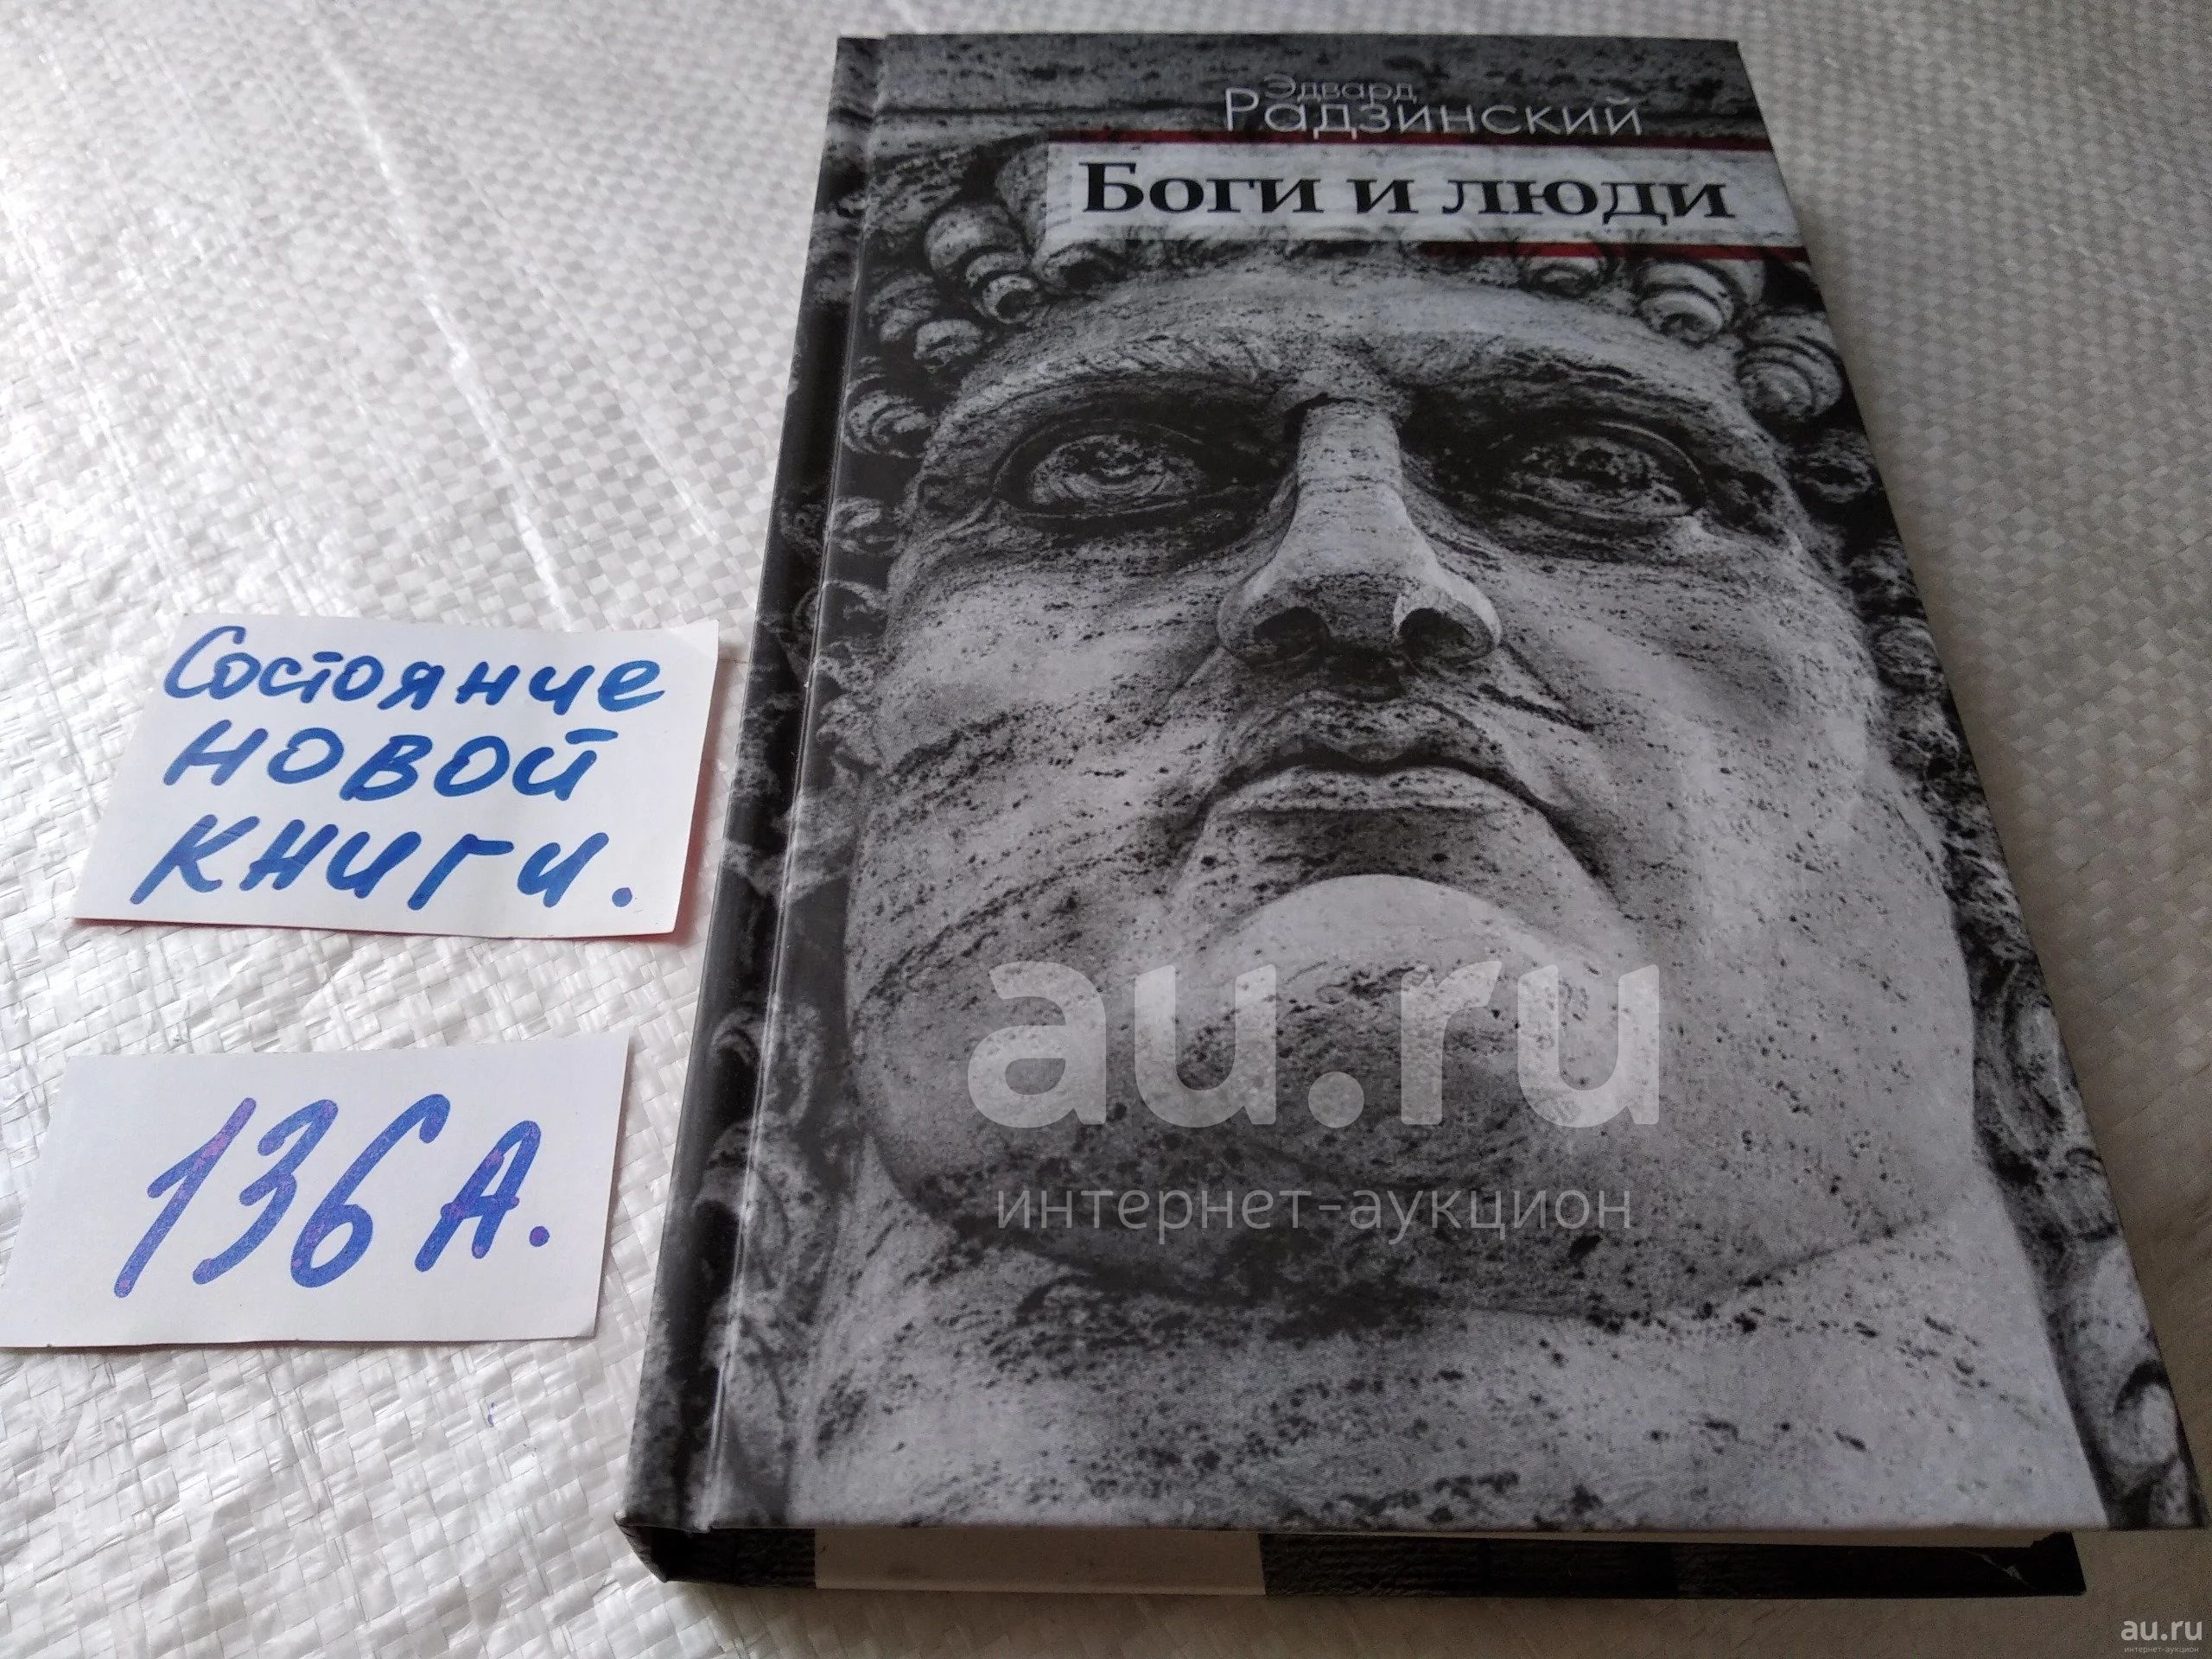 Эдвард
Радзинский
Боги и люди
Состояние
новой
книги.
136А.
au.ru
интернет-аукцион
au.ru
интернет-аукцион